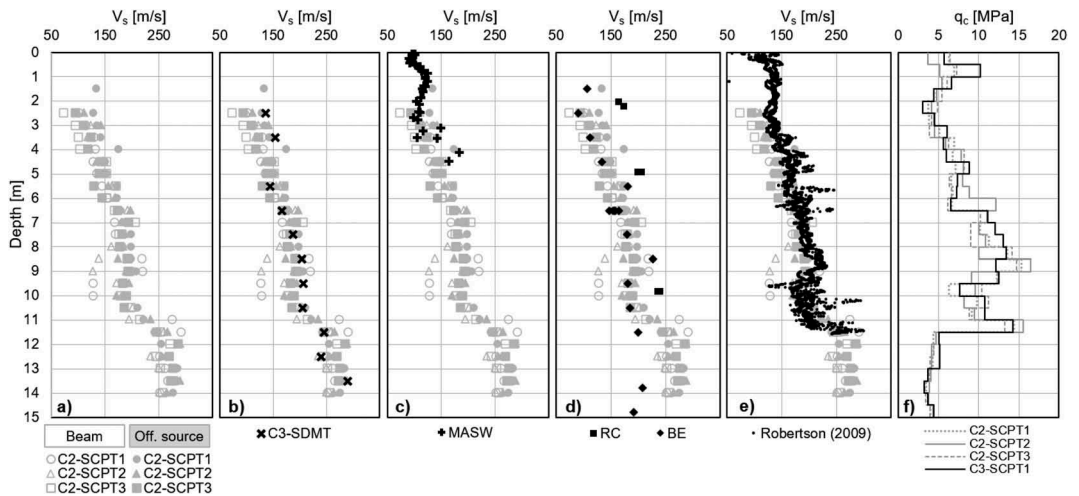 Vs [m/s] Vs [m/s] Vs [m/s] Vs [m/s] Vs [m/s] qc [MPa]
50 150 250 50 150 250 50 150 250 50 150 250 50 150 250 0 5 10 15 20
Depth [m]
0
1
2
3
4
5
6
7
8
9
10
11
12
13
14
15
a) b) c) d) e) f)
Beam Off. source
C2-SCPT1 C2-SCPT1
C2-SCPT2 C2-SCPT2
C2-SCPT3 C2-SCPT3
C3-SDMT
MASW
RC BE
Robertson (2009)
C2-SCPT1
C2-SCPT2
C2-SCPT3
C3-SCPT1